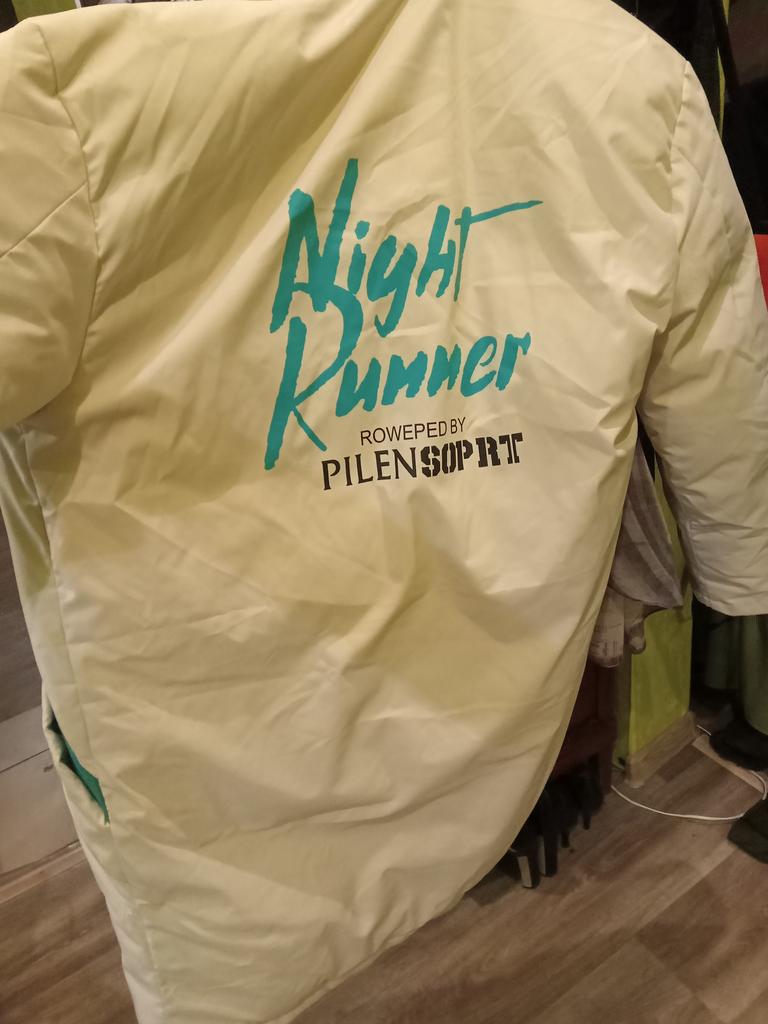 Night
Runner
ROWEPED BY
PILENSOPRT